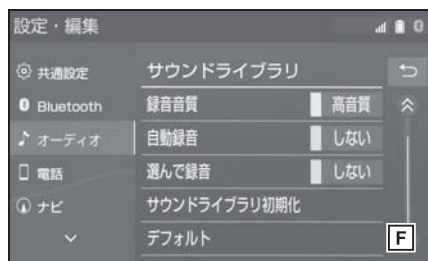 設定・編集
共通設定
Bluetooth
オーディオ
電話
ナビ
サウンドライブラリ
録音音質 高音質
自動録音 しない
選んで録音 しない
サウンドライブラリ初期化
デフォルト
F